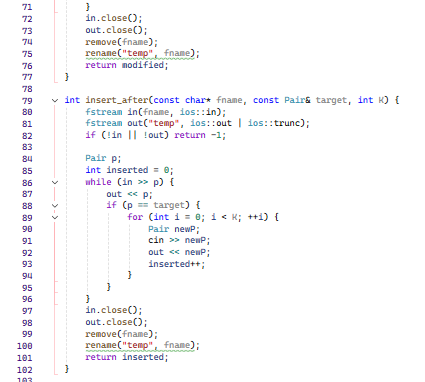 71 }
72 in.close();
73 out.close();
74 remove(fname);
75 rename("temp", fname);
76 return modified;
77 }
78
79 int insert_after(const char* fname, const Pair& target, int K) {
80 fstream in(fname, ios::in);
81 fstream out("temp", ios::out | ios::trunc);
82 if (!in || !out) return -1;
83
84 Pair p;
85 int inserted = 0;
86 while (in >> p) {
87 out << p;
88 if (p == target) {
89 for (int i = 0; i < K; ++i) {
90 Pair newP;
91 cin >> newP;
92 out << newP;
93 inserted++;
94 }
95 }
96 }
97 in.close();
98 out.close();
99 remove(fname);
100 rename("temp", fname);
101 return inserted;
102 }
103